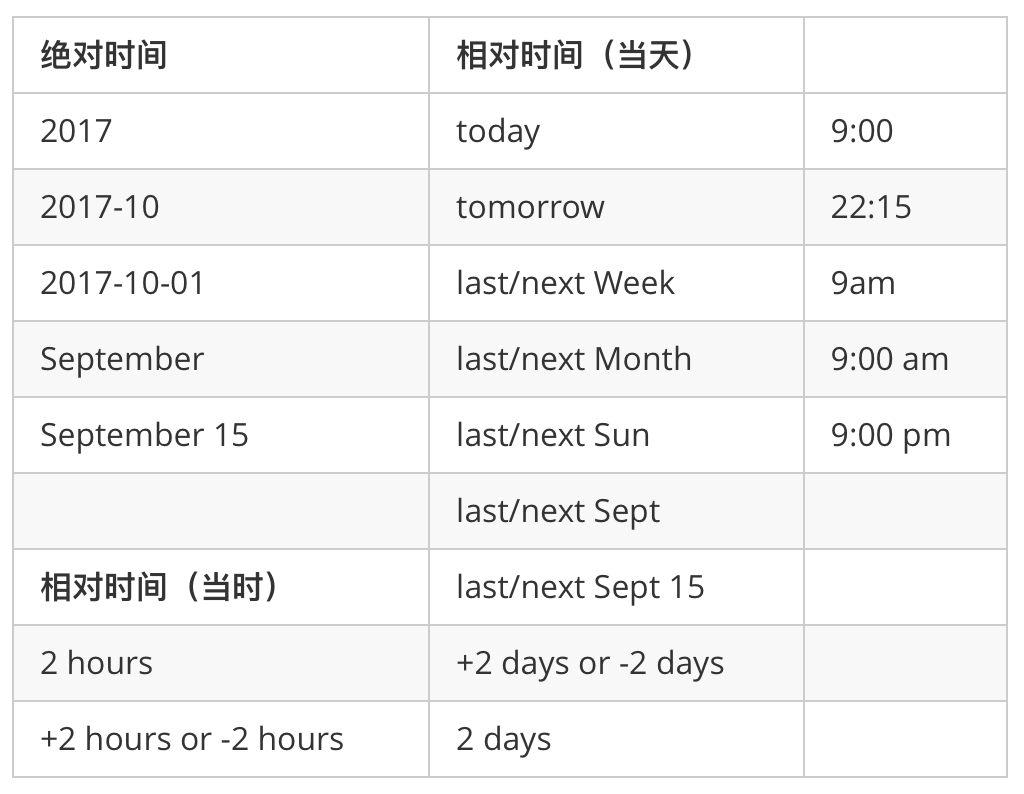 绝对时间 相对时间（当天）
2017 today 9:00
2017-10 tomorrow 22:15
2017-10-01 last/next Week 9am
September last/next Month 9:00 am
September 15 last/next Sun 9:00 pm
last/next Sept
相对时间（当时） last/next Sept 15
2 hours +2 days or -2 days
+2 hours or -2 hours 2 days